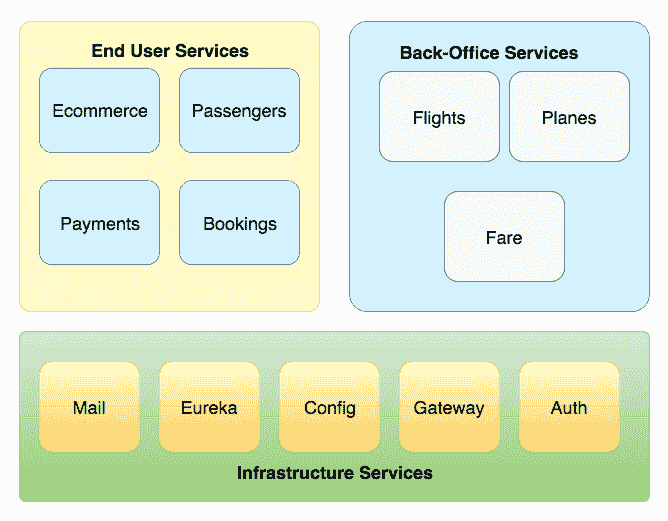 End User Services
Ecommerce
Passengers
Payments
Bookings
Back-Office Services
Flights
Planes
Fare
Mail
Eureka
Config
Gateway
Auth
Infrastructure Services